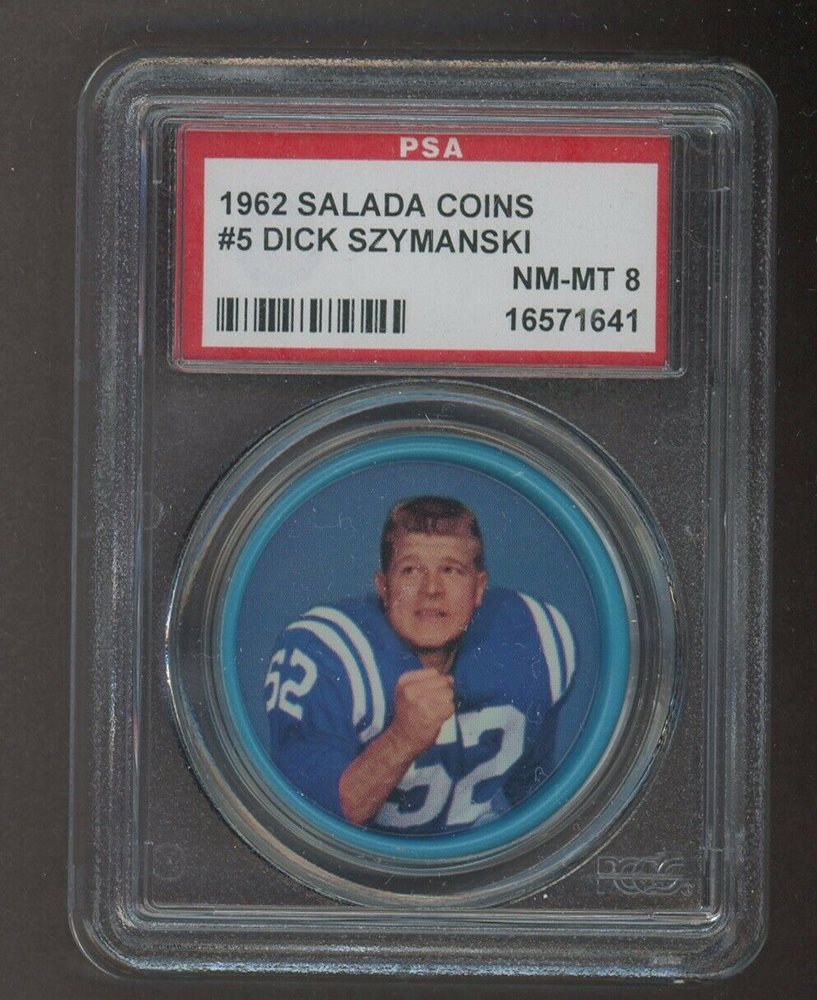 PSA
1962 SALADA COINS
#5 DICK SZYMANSKI
NM-MT 8
16571641
52
52
PCGS